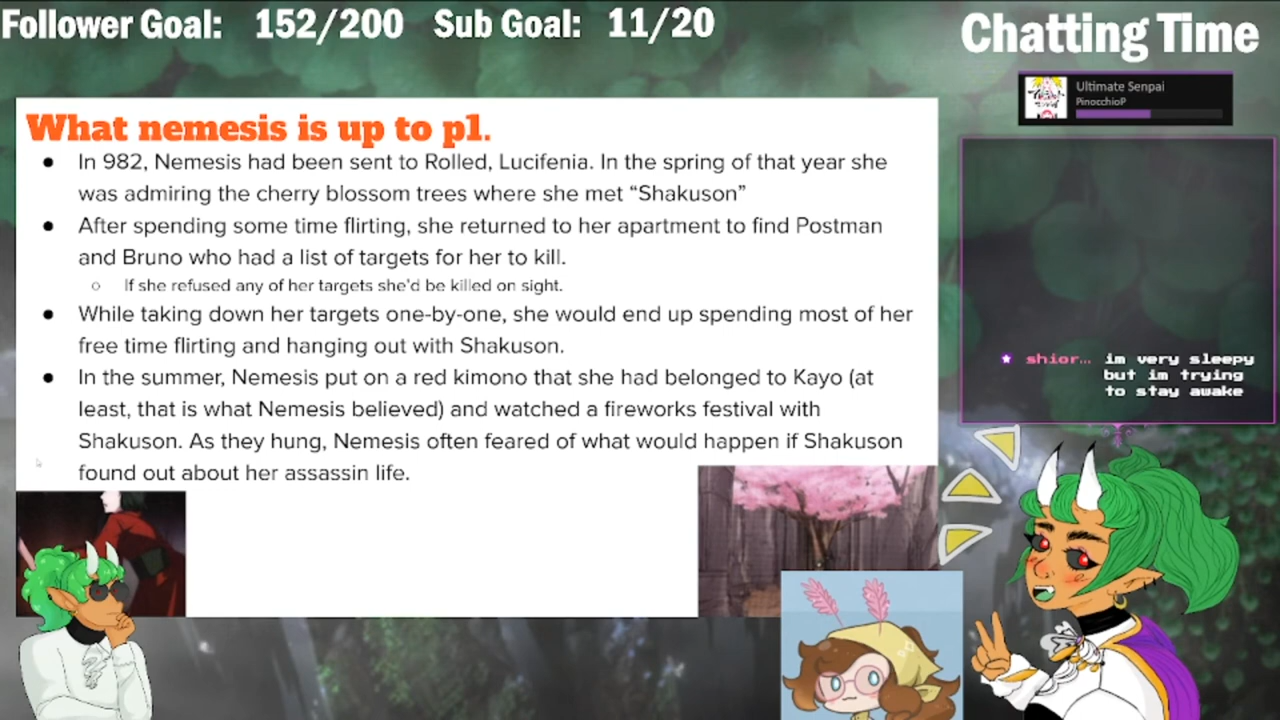 Follower Goal: 152/200 Sub Goal: 11/20
Chatting Time
Ultimate Senpai
PinocchioP
What nemesis is up to p1.
● In 982, Nemesis had been sent to Rolled, Lucifenia. In the spring of that year she
was admiring the cherry blossom trees where she met “Shakuson”
● After spending some time flirting, she returned to her apartment to find Postman
and Bruno who had a list of targets for her to kill.
○ If she refused any of her targets she'd be killed on sight.
● While taking down her targets one-by-one, she would end up spending most of her
free time flirting and hanging out with Shakuson.
● In the summer, Nemesis put on a red kimono that she had belonged to Kayo (at
least, that is what Nemesis believed) and watched a fireworks festival with
Shakuson. As they hung, Nemesis often feared of what would happen if Shakuson
found out about her assassin life.
shior... im very sleepy
but im trying
to stay awake